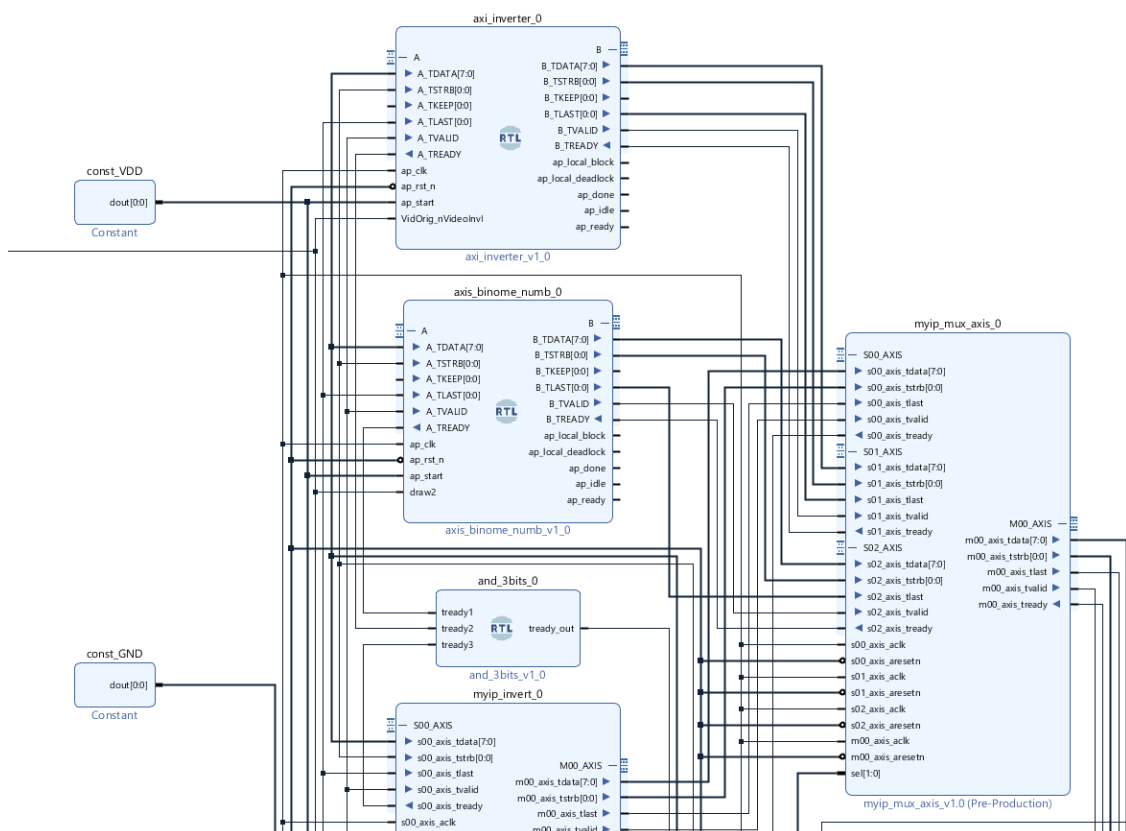 axi_inverter_0
A
A_TDATA[7:0]
A_TSTRB[0:0]
A_TKEEP[0:0]
A_TLAST[0:0]
A_TVALID
A_TREADY
ap_clk
ap_rst_n
ap_start
VidOrig_nVideoInvI
RTL
B
B_TDATA[7:0]
B_TSTRB[0:0]
B_TKEEP[0:0]
B_TLAST[0:0]
B_TVALID
B_TREADY
ap_local_block
ap_local_deadlock
ap_done
ap_idle
ap_ready
axi_inverter_v1_0
const_VDD
dout[0:0]
Constant
axis_binome_numb_0
A
A_TDATA[7:0]
A_TSTRB[0:0]
A_TKEEP[0:0]
A_TLAST[0:0]
A_TVALID
A_TREADY
ap_clk
ap_rst_n
ap_start
draw2
RTL
B
B_TDATA[7:0]
B_TSTRB[0:0]
B_TKEEP[0:0]
B_TLAST[0:0]
B_TVALID
B_TREADY
ap_local_block
ap_local_deadlock
ap_done
ap_idle
ap_ready
axis_binome_numb_v1_0
and_3bits_0
tready1
tready2
tready3
RTL
tready_out
and_3bits_v1_0
const_GND
dout[0:0]
Constant
myip_invert_0
S00_AXIS
s00_axis_tdata[7:0]
s00_axis_tstrb[0:0]
s00_axis_tlast
s00_axis_tvalid
s00_axis_tready
s00_axis_aclk
M00_AXIS
m00_axis_tdata[7:0]
m00_axis_tstrb[0:0]
m00_axis_tlast
m00_axis_tvalid
myip_mux_axis_0
S00_AXIS
s00_axis_tdata[7:0]
s00_axis_tstrb[0:0]
s00_axis_tlast
s00_axis_tvalid
s00_axis_tready
S01_AXIS
s01_axis_tdata[7:0]
s01_axis_tstrb[0:0]
s01_axis_tlast
s01_axis_tvalid
s01_axis_tready
S02_AXIS
s02_axis_tdata[7:0]
s02_axis_tstrb[0:0]
s02_axis_tlast
s02_axis_tvalid
s02_axis_tready
s00_axis_aclk
s00_axis_aresetn
s01_axis_aclk
s01_axis_aresetn
s02_axis_aclk
s02_axis_aresetn
m00_axis_aclk
m00_axis_aresetn
sel[1:0]
M00_AXIS
m00_axis_tdata[7:0]
m00_axis_tstrb[0:0]
m00_axis_tlast
m00_axis_tvalid
m00_axis_tready
myip_mux_axis_v1.0 (Pre-Production)